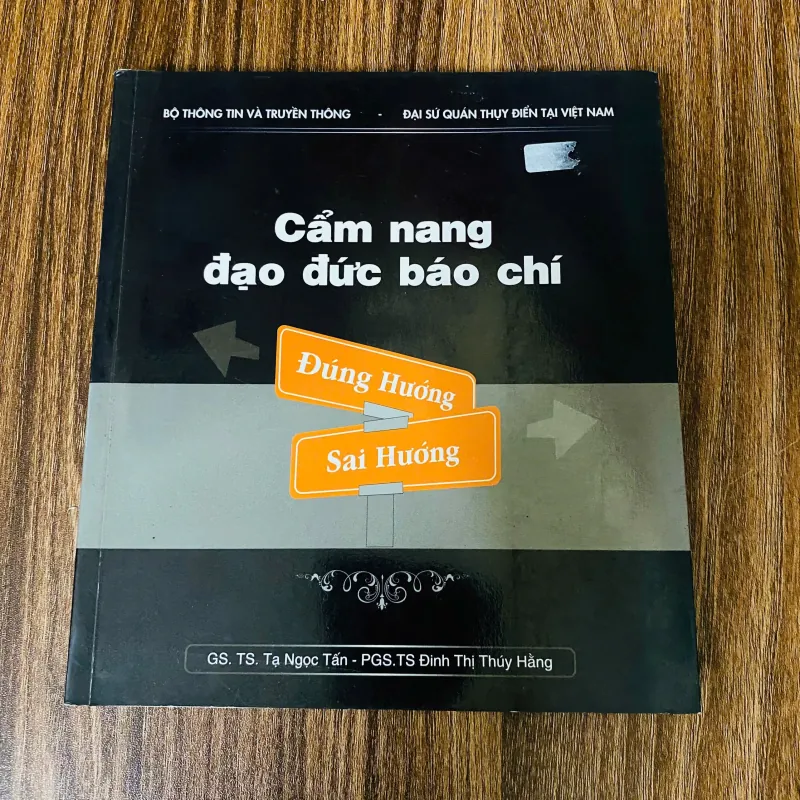 BỘ THÔNG TIN VÀ TRUYỀN THÔNG - ĐẠI SỨ QUÁN THỤY ĐIỂN TẠI VIỆT NAM
Cẩm nang
đạo đức báo chí
Đúng Hướng
Sai Hướng
GS. TS. Tạ Ngọc Tấn - PGS.TS Đinh Thị Thúy Hằng